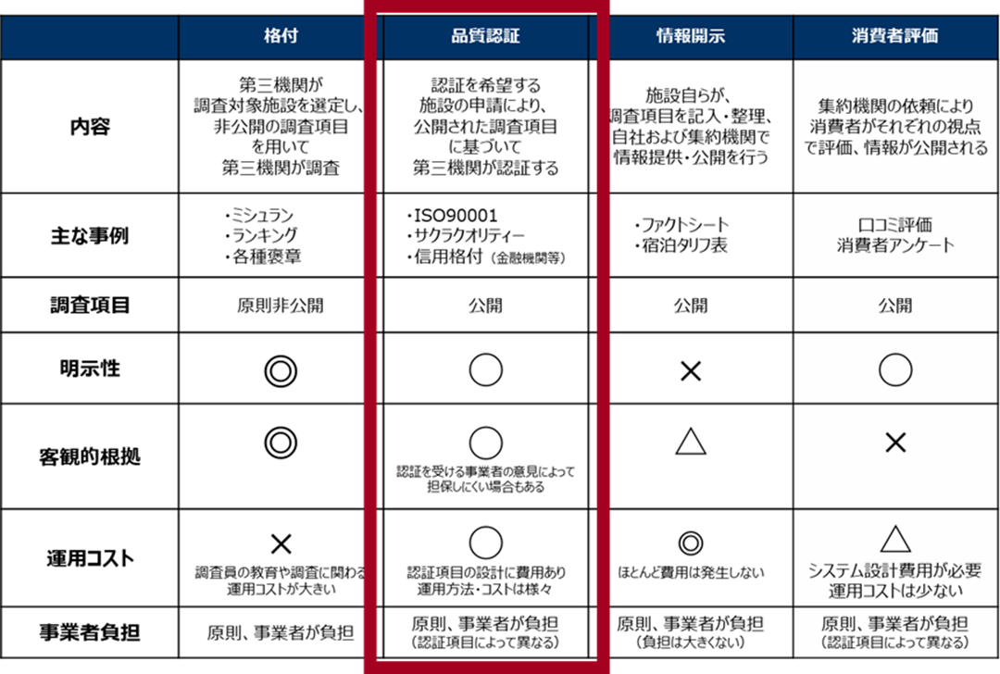 格付
品質認証
情報開示
消費者評価
内容
第三機関が
調査対象施設を選定し、
非公開の調査項目
を用いて
第三機関が調査
認証を希望する
施設の申請により、
公開された調査項目
に基づいて
第三機関が認証する
施設自らが、
調査項目を記入・整理、
自社および集約機関で
情報提供・公開を行う
集約機関の依頼により
消費者がそれぞれの視点
で評価、情報が公開される
主な事例
・ミシュラン
・ランキング
・各種褒章
・ISO90001
・サクラクオリティー
・信用格付（金融機関等）
・ファクトシート
・宿泊タリフ表
口コミ評価
消費者アンケート
調査項目
原則非公開
公開
公開
公開
明示性
◎
○
×
○
客観的根拠
◎
○
認証を受ける事業者の意見によって
担保しにくい場合もある
△
×
運用コスト
×
調査員の教育や調査に関わる
運用コストが大きい
○
認証項目の設計に費用あり
運用方法・コストは様々
◎
ほとんど費用は発生しない
△
システム設計費用が必要
運用コストは少ない
事業者負担
原則、事業者が負担
原則、事業者が負担
（認証項目によって異なる）
原則、事業者が負担
（負担は大きくない）
原則、事業者が負担
（認証項目によって異なる）